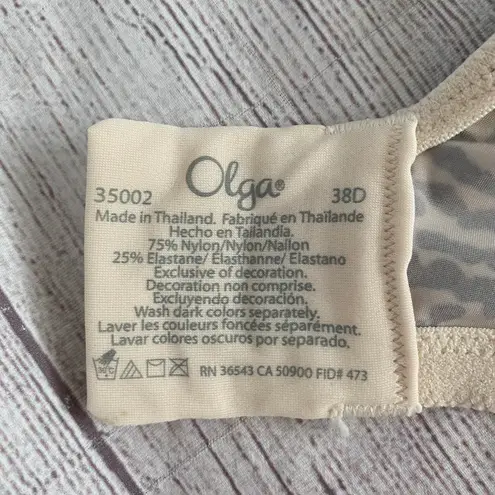 Olga®
35002 38D
Made in Thailand. Fabriqué en Thaïlande
Hecho en Tailandia.
75% Nylon/Nylon/Nailon
25% Elastane/ Élasthanne/ Elastano
Exclusive of decoration.
Decoration non comprise.
Excluyendo decoración.
Wash dark colors separately.
Laver les couleurs foncées séparément.
Lavar colores oscuros por separado.
30°C RN 36543 CA 50900 FID# 473